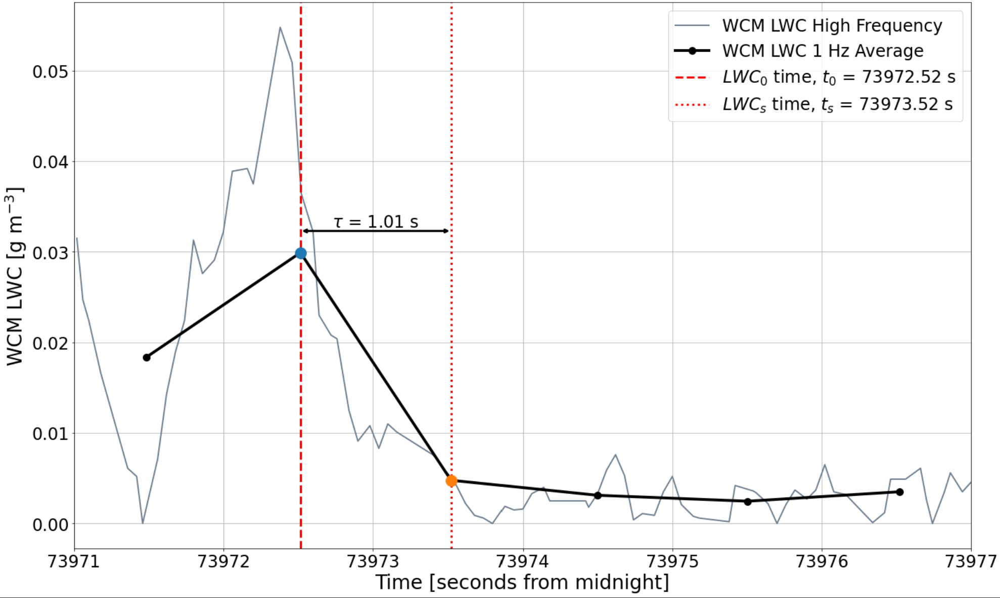 WCM LWC High Frequency
WCM LWC 1 Hz Average
LWC₀ time, t₀ = 73972.52 s
LWCₛ time, tₛ = 73973.52 s
0.05
0.04
0.03
0.02
0.01
0.00
WCM LWC [g m⁻³]
τ = 1.01 s
73971 73972 73973 73974 73975 73976 73977
Time [seconds from midnight]